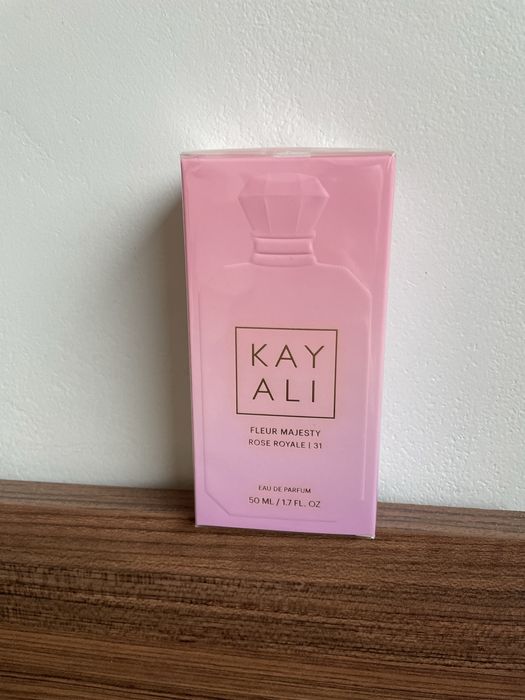 KAY
ALI
FLEUR MAJESTY
ROSE ROYALE | 31
EAU DE PARFUM
50 ML / 1.7 FL. OZ